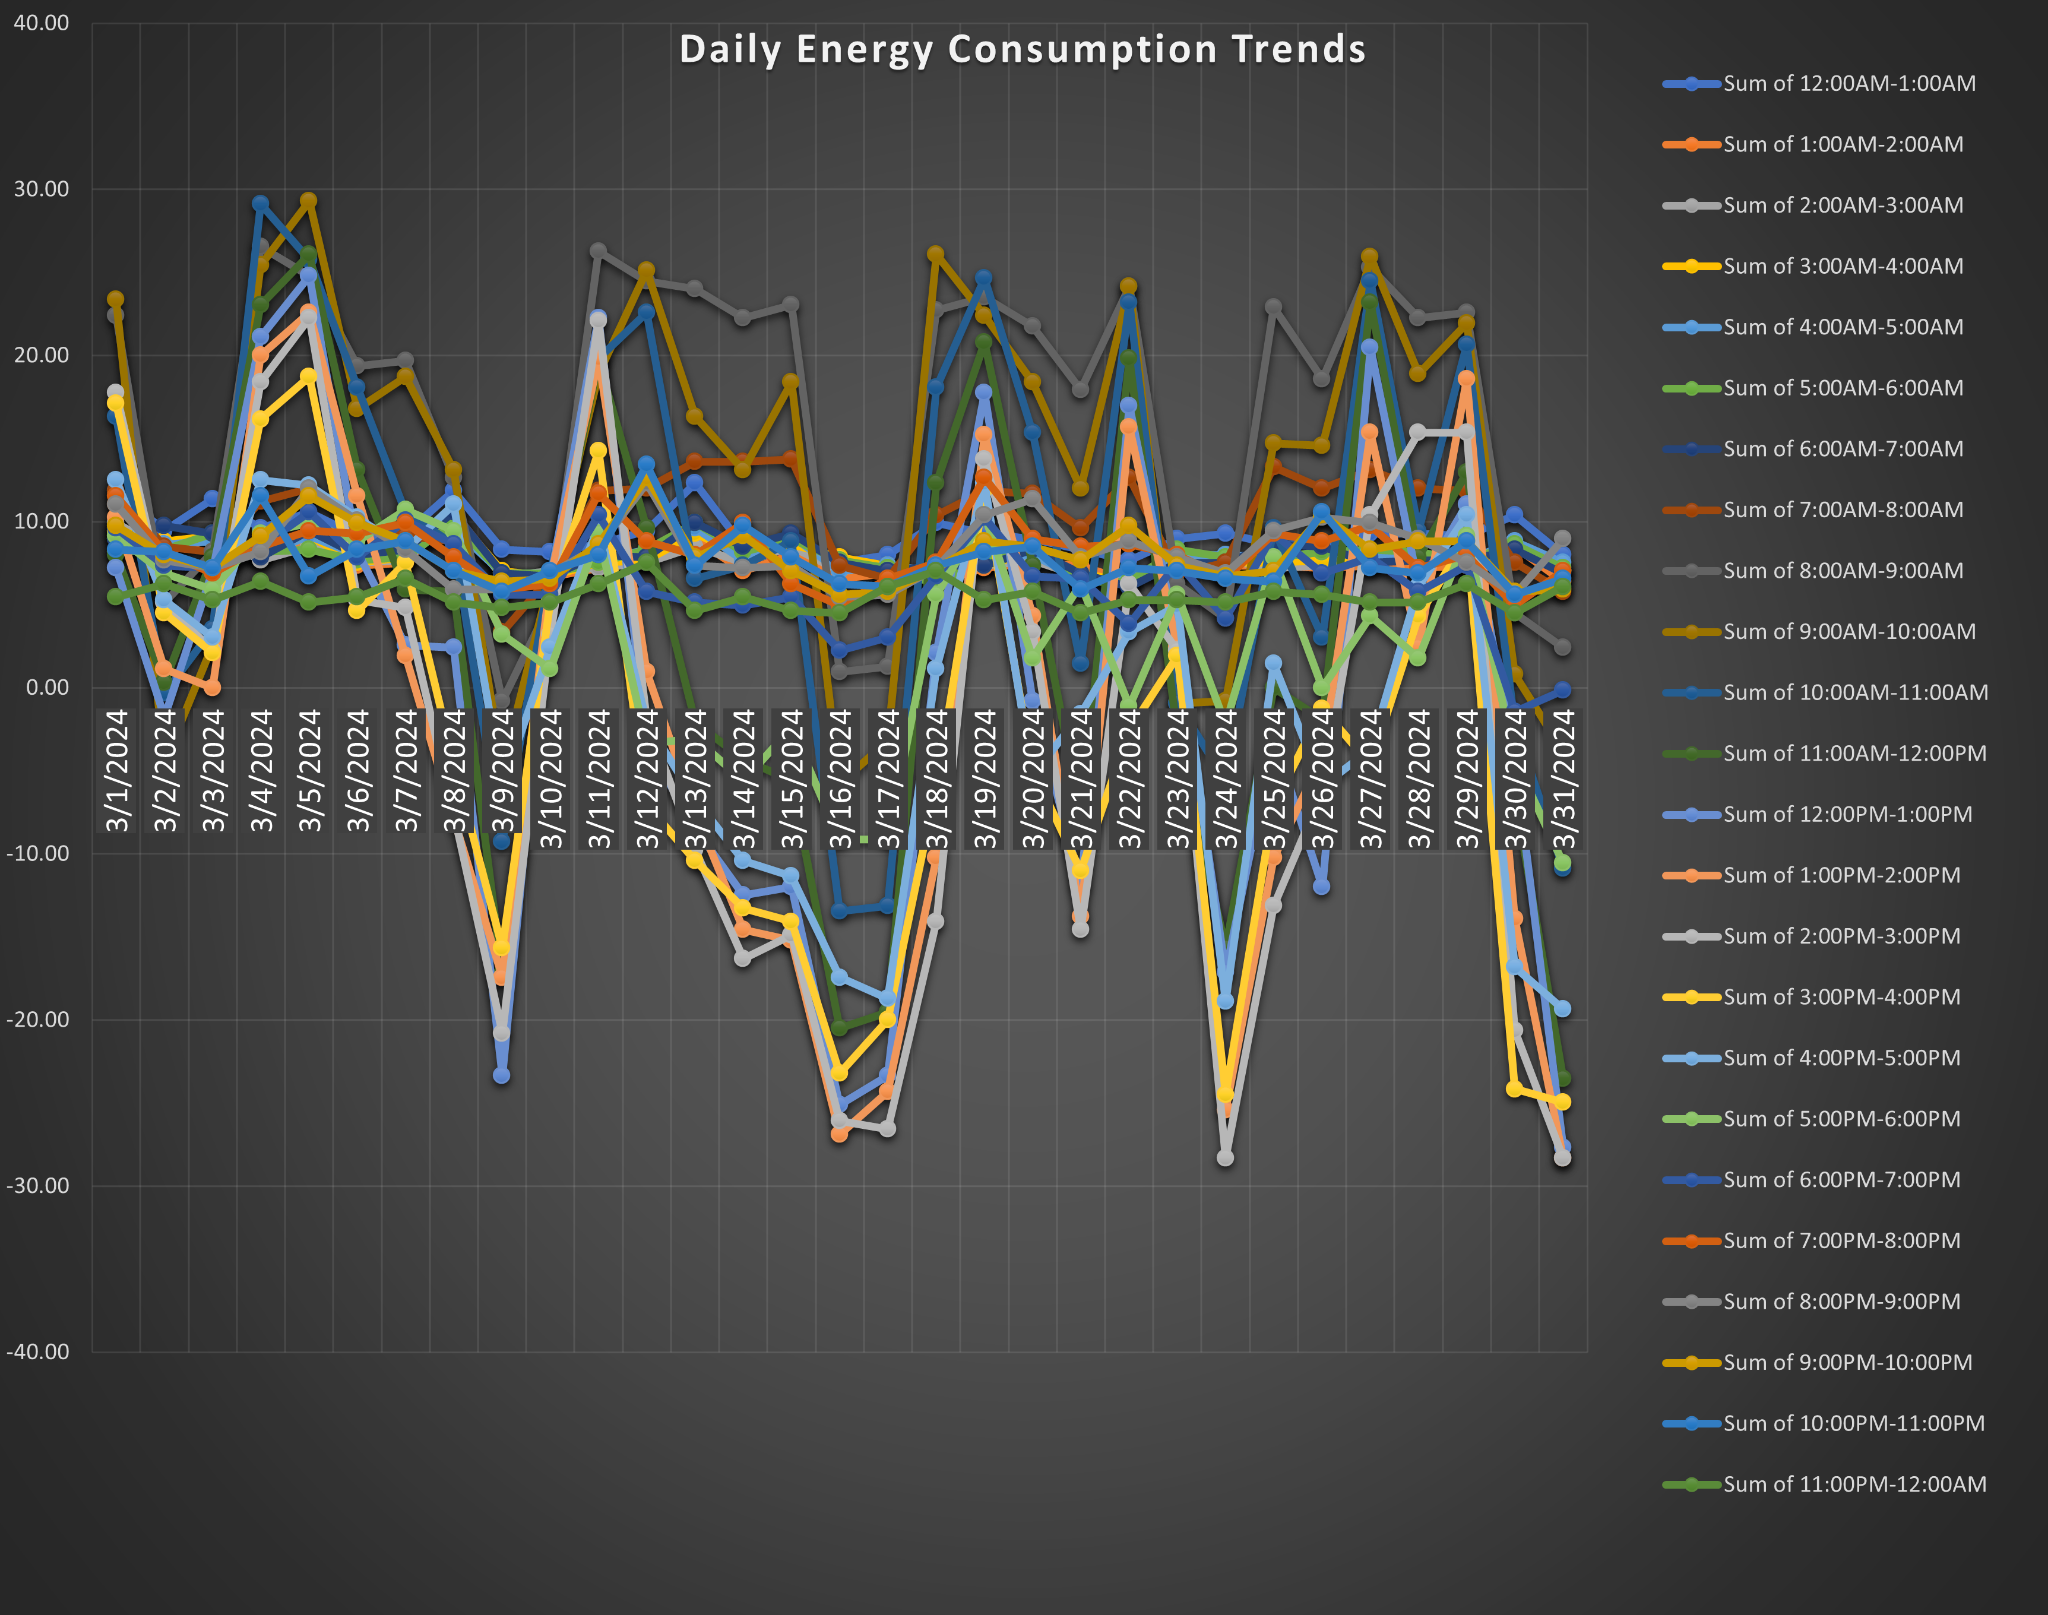 Daily Energy Consumption Trends
40.00
30.00
20.00
10.00
0.00
-10.00
-20.00
-30.00
-40.00
3/1/2024
3/2/2024
3/3/2024
3/4/2024
3/5/2024
3/6/2024
3/7/2024
3/8/2024
3/9/2024
3/10/2024
3/11/2024
3/12/2024
3/13/2024
3/14/2024
3/15/2024
3/16/2024
3/17/2024
3/18/2024
3/19/2024
3/20/2024
3/21/2024
3/22/2024
3/23/2024
3/24/2024
3/25/2024
3/26/2024
3/27/2024
3/28/2024
3/29/2024
3/30/2024
3/31/2024
Sum of 12:00AM-1:00AM
Sum of 1:00AM-2:00AM
Sum of 2:00AM-3:00AM
Sum of 3:00AM-4:00AM
Sum of 4:00AM-5:00AM
Sum of 5:00AM-6:00AM
Sum of 6:00AM-7:00AM
Sum of 7:00AM-8:00AM
Sum of 8:00AM-9:00AM
Sum of 9:00AM-10:00AM
Sum of 10:00AM-11:00AM
Sum of 11:00AM-12:00PM
Sum of 12:00PM-1:00PM
Sum of 1:00PM-2:00PM
Sum of 2:00PM-3:00PM
Sum of 3:00PM-4:00PM
Sum of 4:00PM-5:00PM
Sum of 5:00PM-6:00PM
Sum of 6:00PM-7:00PM
Sum of 7:00PM-8:00PM
Sum of 8:00PM-9:00PM
Sum of 9:00PM-10:00PM
Sum of 10:00PM-11:00PM
Sum of 11:00PM-12:00AM